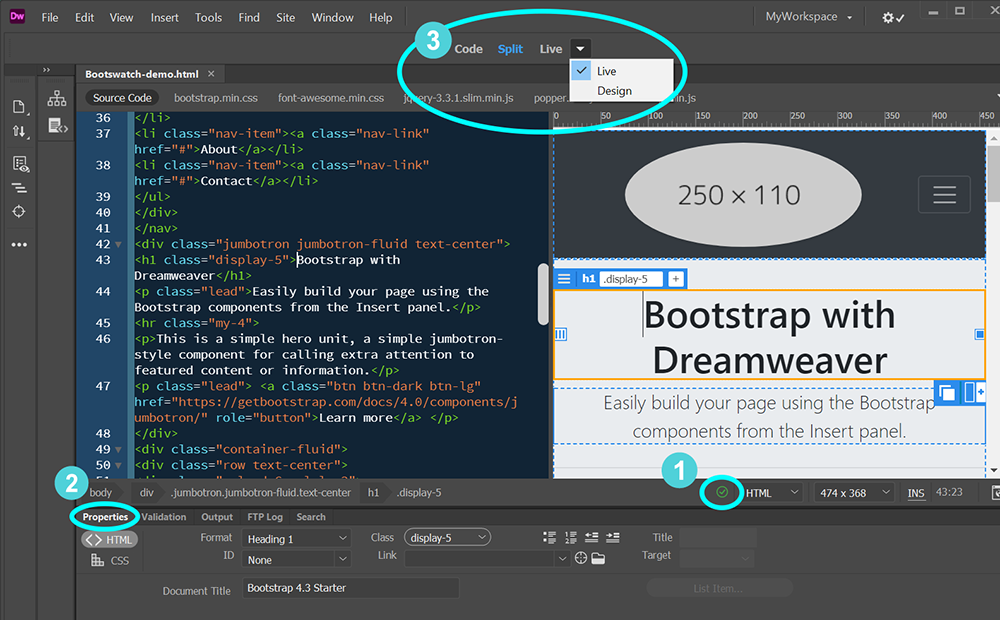 Dw File Edit View Insert Tools Find Site Window Help MyWorkspace
3 Code Split Live
Live
Design
Bootswatch-demo.html ×
Source Code bootstrap.min.css font-awesome.min.css jquery-3.3.1.slim.min.js popper. n.js
36 </li>
37 <li class="nav-item"><a class="nav-link"
href="#">About</a></li>
38 <li class="nav-item"><a class="nav-link"
href="#">Contact</a></li>
39 </ul>
40 </div>
41 </nav>
42 <div class="jumbotron jumbotron-fluid text-center">
43 <h1 class="display-5">Bootstrap with
Dreamweaver</h1>
44 <p class="lead">Easily build your page using the
Bootstrap components from the Insert panel.</p>
45 <hr class="my-4">
46 <p>This is a simple hero unit, a simple jumbotron-
style component for calling extra attention to
featured content or information.</p>
47 <p class="lead"> <a class="btn btn-dark btn-lg"
href="https://getbootstrap.com/docs/4.0/components/j
umbotron/" role="button">Learn more</a> </p>
48 </div>
49 <div class="container-fluid">
50 <div class="row text-center">
0 50 100 150 200 250 300 350 400 450
250 × 110
h1 .display-5 +
Bootstrap with
Dreamweaver
Easily build your page using the Bootstrap
components from the Insert panel.
2 body div .jumbotron.jumbotron-fluid.text-center h1 .display-5
1 HTML 474 x 368 INS 43:23
Properties Validation Output FTP Log Search
<> HTML Format Heading 1 Class display-5 Title
CSS ID None Link Target
Document Title Bootstrap 4.3 Starter List Item...